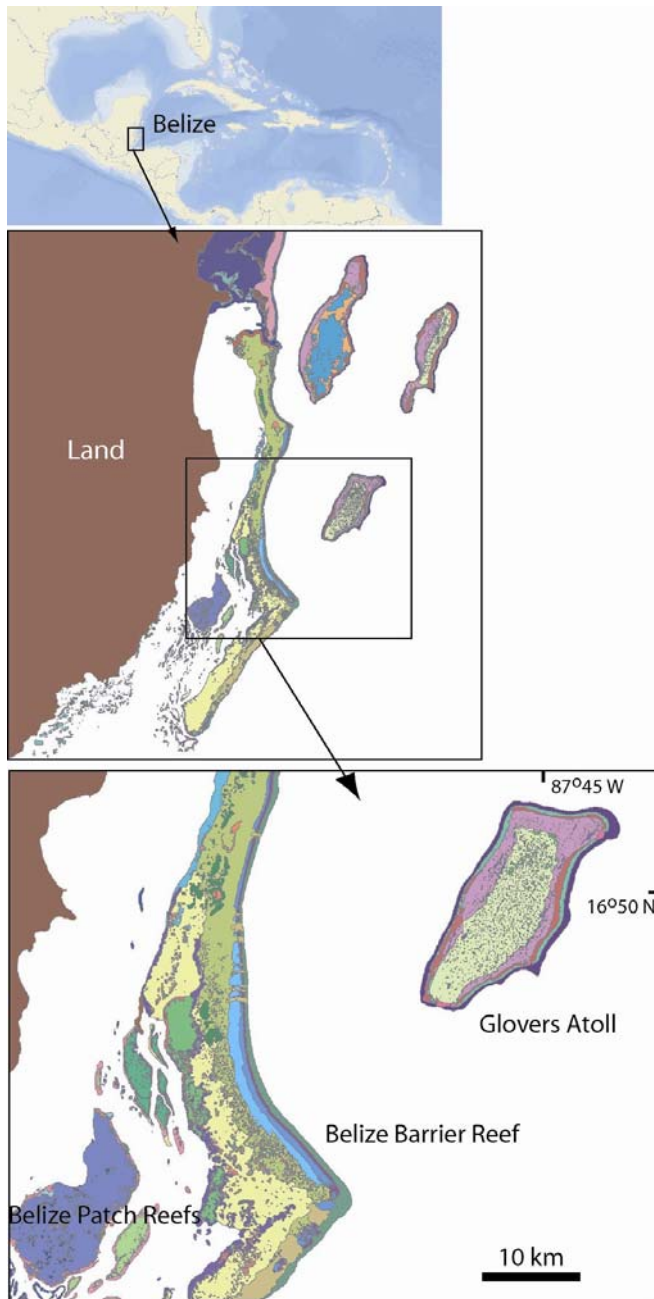 Belize
Land
87°45 W
16°50 N
Glovers Atoll
Belize Barrier Reef
Belize Patch Reefs
10 km